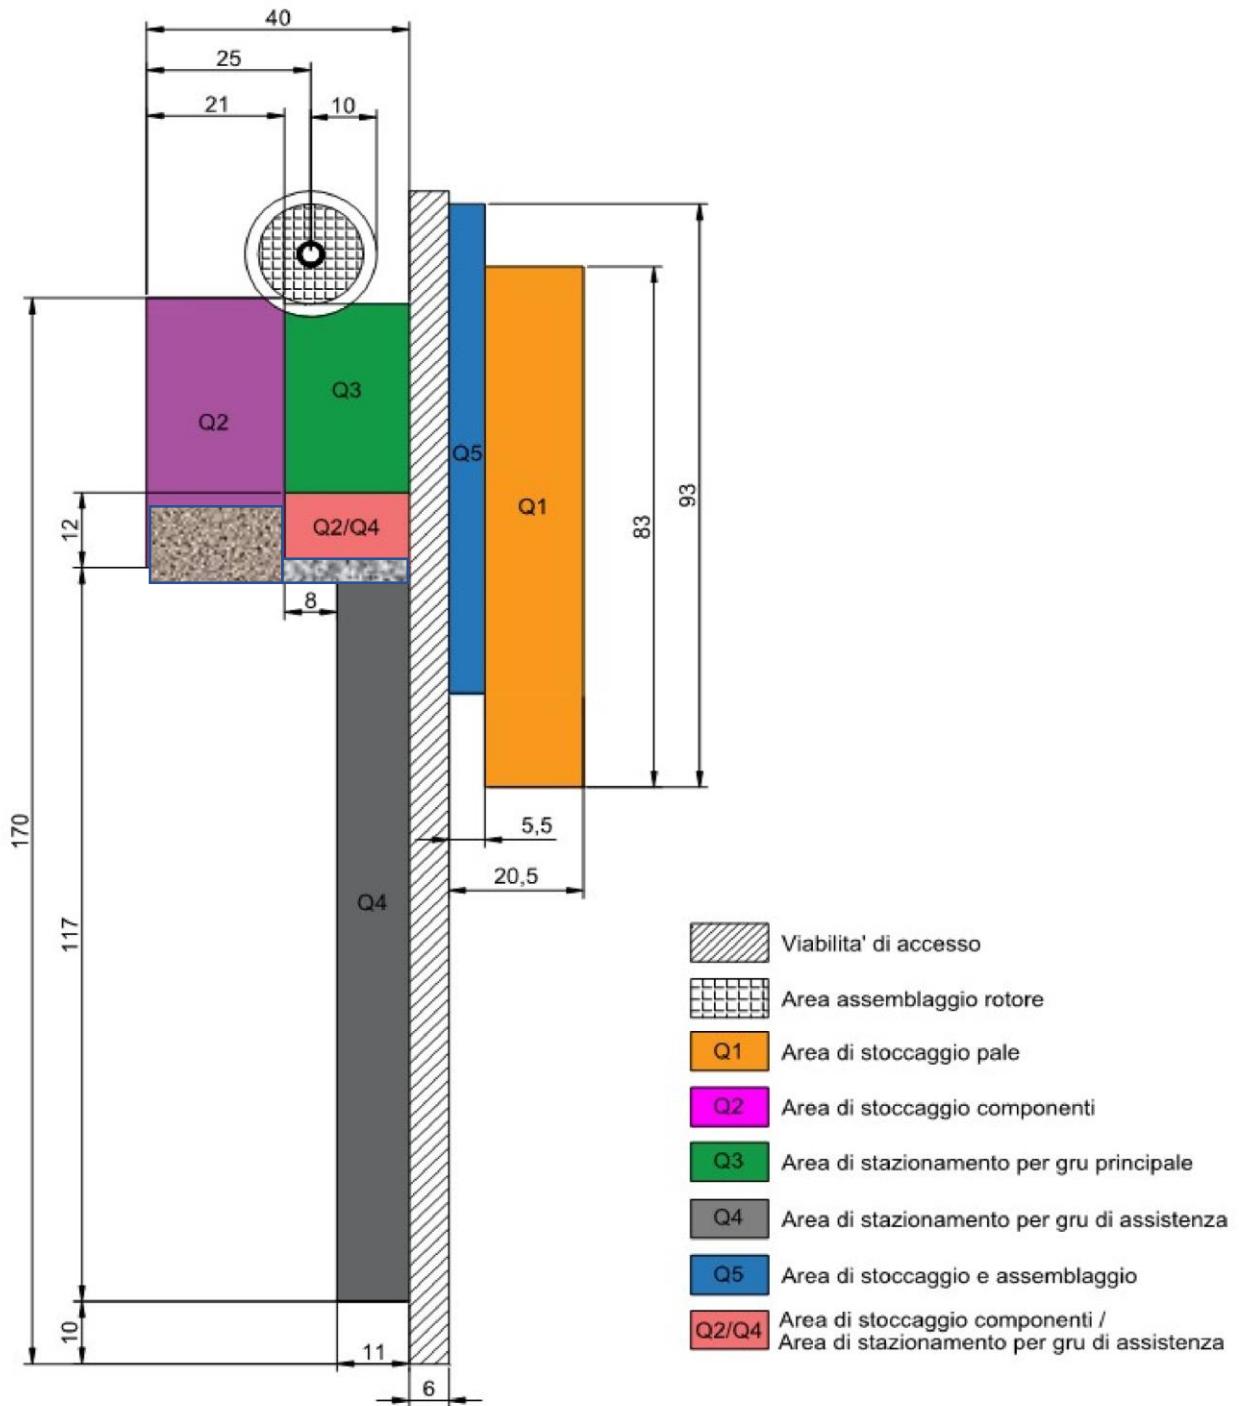 40
25
21
10
Q3
Q2
Q5
Q1
Q2/Q4
12
83
93
8
5,5
20,5
170
117
Q4
10
11
6
Viabilita' di accesso
Area assemblaggio rotore
Q1 Area di stoccaggio pale
Q2 Area di stoccaggio componenti
Q3 Area di stazionamento per gru principale
Q4 Area di stazionamento per gru di assistenza
Q5 Area di stoccaggio e assemblaggio
Q2/Q4 Area di stoccaggio componenti /
Area di stazionamento per gru di assistenza